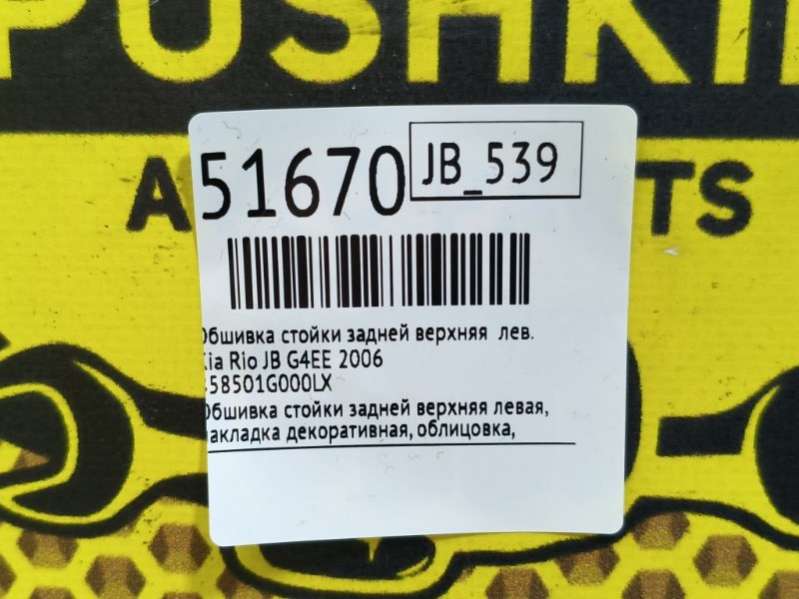 PUSHKI
A TS
51670 JB_539
Обшивка стойки задней верхняя лев.
Kia Rio JB G4EE 2006
858501G000LX
Обшивка стойки задней верхняя левая,
накладка декоративная, облицовка,